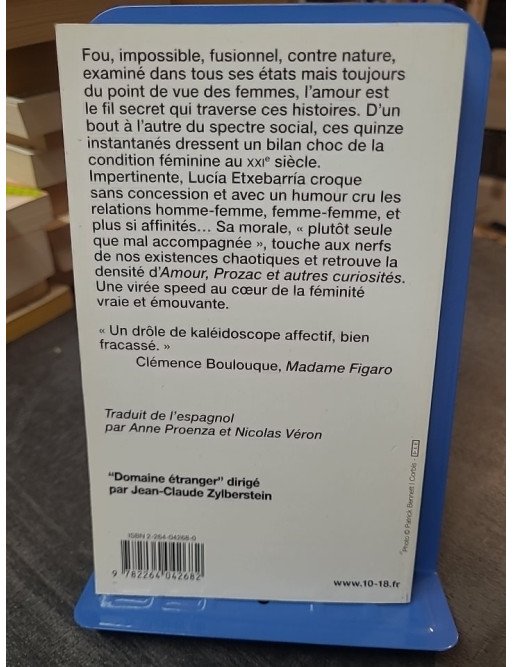 Fou, impossible, fusionnel, contre nature,
examiné dans tous ses états mais toujours
du point de vue des femmes, l'amour est
le fil secret qui traverse ces histoires. D'un
bout à l'autre du spectre social, ces quinze
instantanés dressent un bilan choc de la
condition féminine au XXIe siècle.
Impertinente, Lucía Etxebarría croque
sans concession et avec un humour cru les
relations homme-femme, femme-femme, et
plus si affinités... Sa morale, « plutôt seule
que mal accompagnée », touche aux nerfs
de nos existences chaotiques et retrouve la
densité d'Amour, Prozac et autres curiosités.
Une virée speed au cœur de la féminité
vraie et émouvante.
« Un drôle de kaléidoscope affectif, bien
fracassé. »
Clémence Boulouque, Madame Figaro
Traduit de l'espagnol
par Anne Proenza et Nicolas Véron
"Domaine étranger" dirigé
par Jean-Claude Zylberstein
ISBN 2-264-04268-0
9 782264 042682
www.10-18.fr
Photo © Patrick Bennett / Corbis -